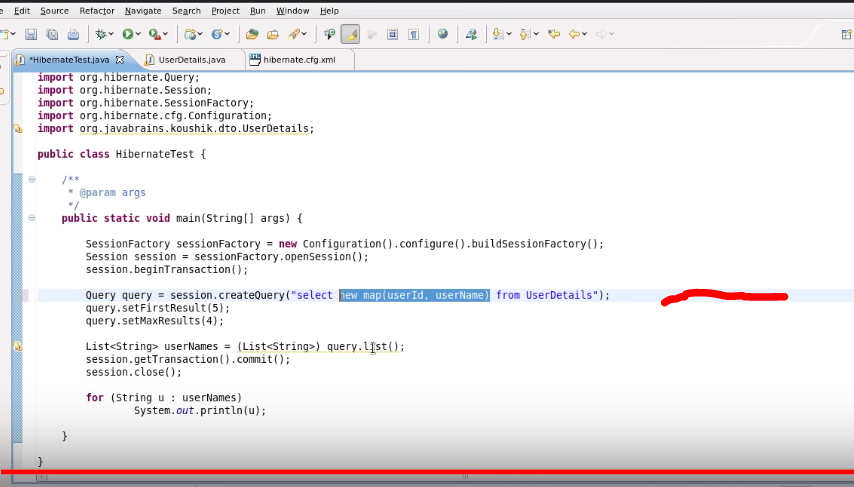 Edit Source Refactor Navigate Search Project Run Window Help
*HibernateTest.java UserDetails.java hibernate.cfg.xml
import org.hibernate.Query;
import org.hibernate.Session;
import org.hibernate.SessionFactory;
import org.hibernate.cfg.Configuration;
import org.javabrains.koushik.dto.UserDetails;
public class HibernateTest {
/**
* @param args
*/
public static void main(String[] args) {
SessionFactory sessionFactory = new Configuration().configure().buildSessionFactory();
Session session = sessionFactory.openSession();
session.beginTransaction();
Query query = session.createQuery("select new map(userId, userName) from UserDetails");
query.setFirstResult(5);
query.setMaxResults(4);
List<String> userNames = (List<String>) query.list();
session.getTransaction().commit();
session.close();
for (String u : userNames)
System.out.println(u);
}
}